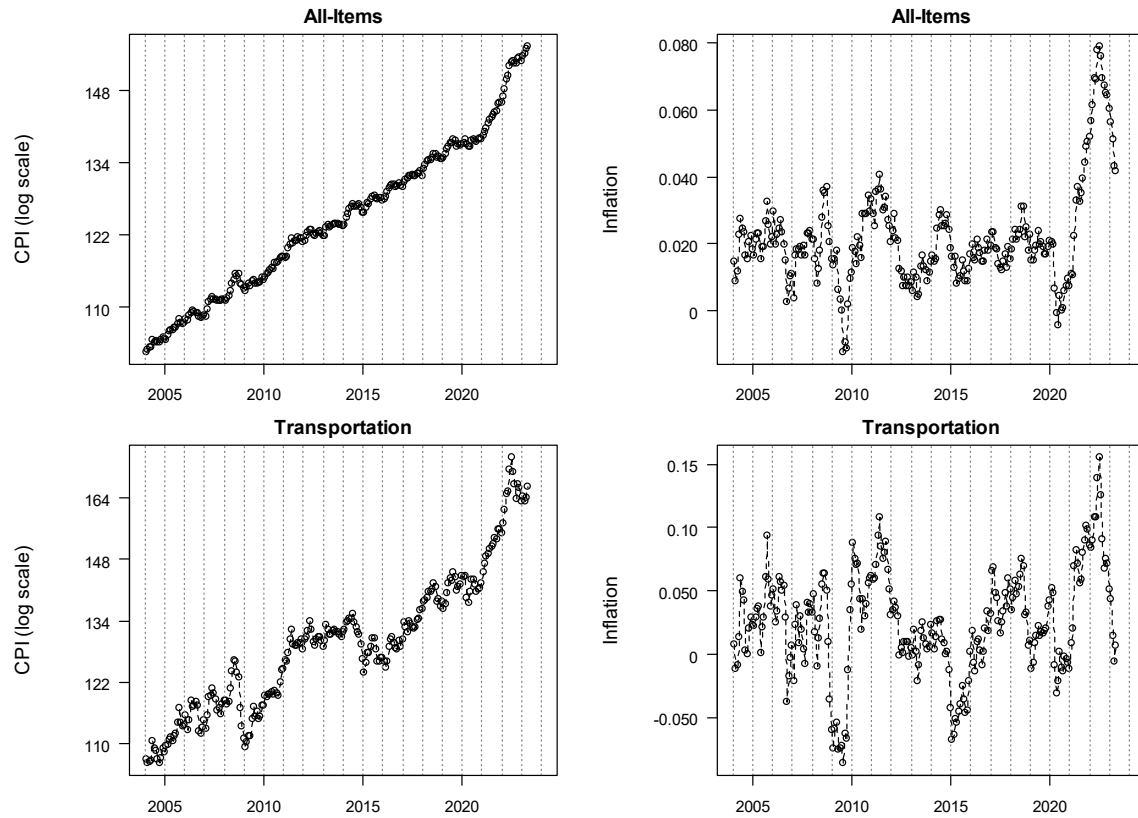 All-Items
CPI (log scale)
148
134
122
110
2005 2010 2015 2020
All-Items
Inflation
0.080
0.060
0.040
0.020
0
2005 2010 2015 2020
Transportation
CPI (log scale)
164
148
134
122
110
2005 2010 2015 2020
Transportation
Inflation
0.15
0.10
0.050
0
-0.050
2005 2010 2015 2020